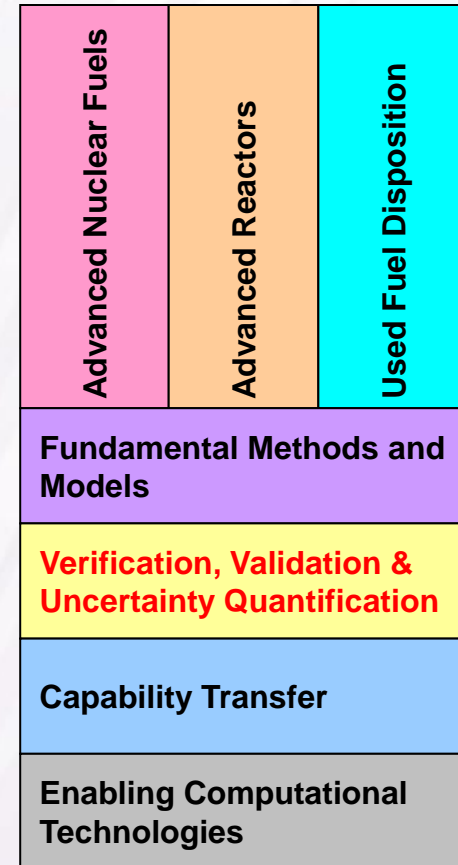 Advanced Nuclear Fuels
Advanced Reactors
Used Fuel Disposition
Fundamental Methods and
Models
Verification, Validation &
Uncertainty Quantification
Capability Transfer
Enabling Computational
Technologies